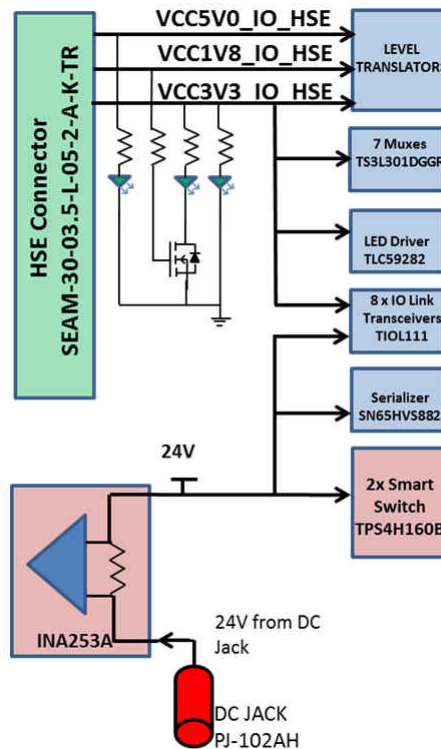 VCC5V0_IO_HSE
VCC1V8_IO_HSE
VCC3V3_IO_HSE
HSE Connector
SEAM-30-03.5-L-05-2-A-K-TR
LEVEL
TRANSLATORS
7 Muxes
TS3L301DGGR
LED Driver
TLC59282
8 x IO Link
Transceivers
TIOL111
Serializer
SN65HVS882
24V
2x Smart
Switch
TPS4H160B
INA253A
24V from DC
Jack
DC JACK
PJ-102AH